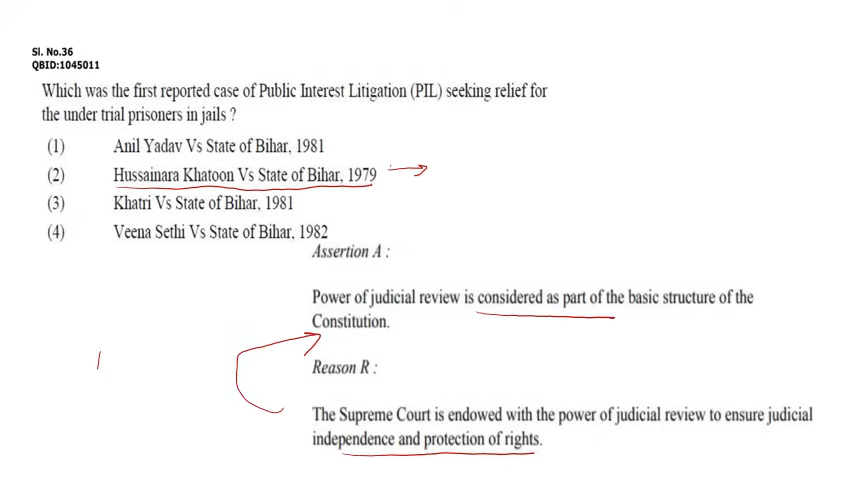 Sl. No.36
QBID:1045011
Which was the first reported case of Public Interest Litigation (PIL) seeking relief for
the under trial prisoners in jails ?
(1) Anil Yadav Vs State of Bihar, 1981
(2) Hussainara Khatoon Vs State of Bihar, 1979
(3) Khatri Vs State of Bihar, 1981
(4) Veena Sethi Vs State of Bihar, 1982
Assertion A :
Power of judicial review is considered as part of the basic structure of the
Constitution.
Reason R :
The Supreme Court is endowed with the power of judicial review to ensure judicial
independence and protection of rights.